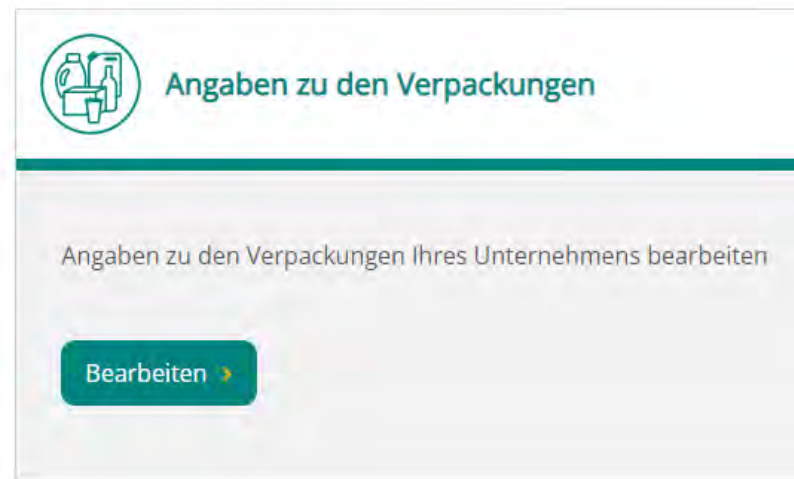 Angaben zu den Verpackungen
Angaben zu den Verpackungen Ihres Unternehmens bearbeiten
Bearbeiten